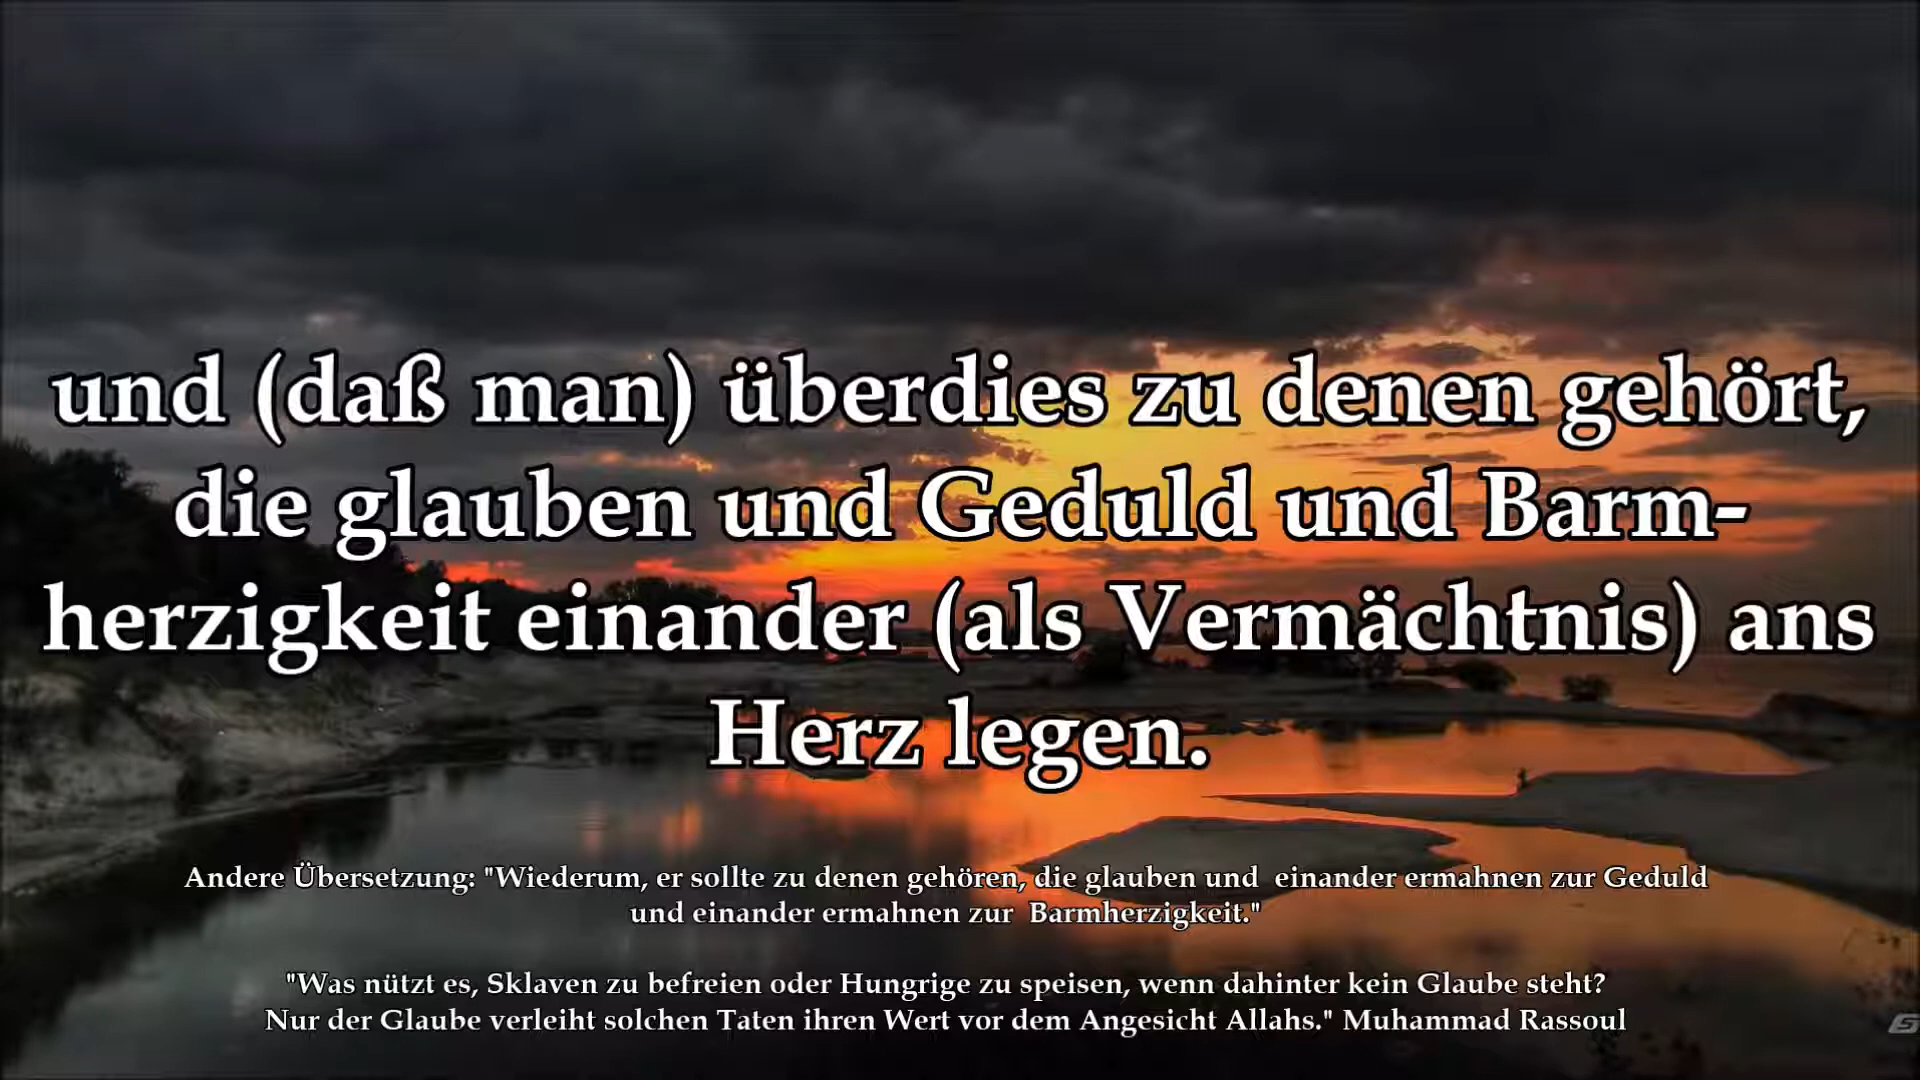 und (daß man) überdies zu denen gehört,
die glauben und Geduld und Barm-
herzigkeit einander (als Vermächtnis) ans
Herz legen.
Andere Übersetzung: "Wiederum, er sollte zu denen gehören, die glauben und einander ermahnen zur Geduld
und einander ermahnen zur Barmherzigkeit."
"Was nützt es, Sklaven zu befreien oder Hungrige zu speisen, wenn dahinter kein Glaube steht?
Nur der Glaube verleiht solchen Taten ihren Wert vor dem Angesicht Allahs." Muhammad Rassoul